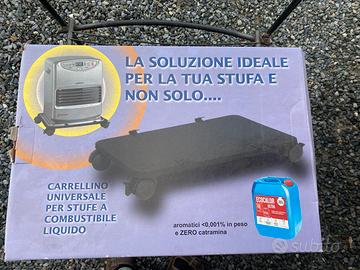 LA SOLUZIONE IDEALE
PER LA TUA STUFA E
NON SOLO....
CARRELLINO
UNIVERSALE
PER STUFE A
COMBUSTIBILE
LIQUIDO
ECOCALOR
ULTRA
aromatici <0,001% in peso
e ZERO catramina
Subito